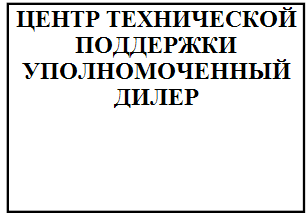 ЦЕНТР ТЕХНИЧЕСКОЙ
ПОДДЕРЖКИ
УПОЛНОМОЧЕННЫЙ
ДИЛЕР